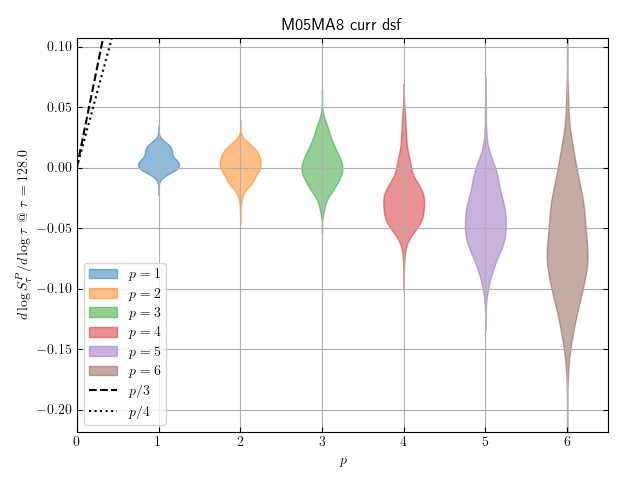 M05MA8 curr dsf
d log S_τ^P / d log τ @ τ = 128.0
0.10
0.05
0.00
−0.05
−0.10
−0.15
−0.20
p = 1
p = 2
p = 3
p = 4
p = 5
p = 6
p/3
p/4
0 1 2 3 4 5 6
p